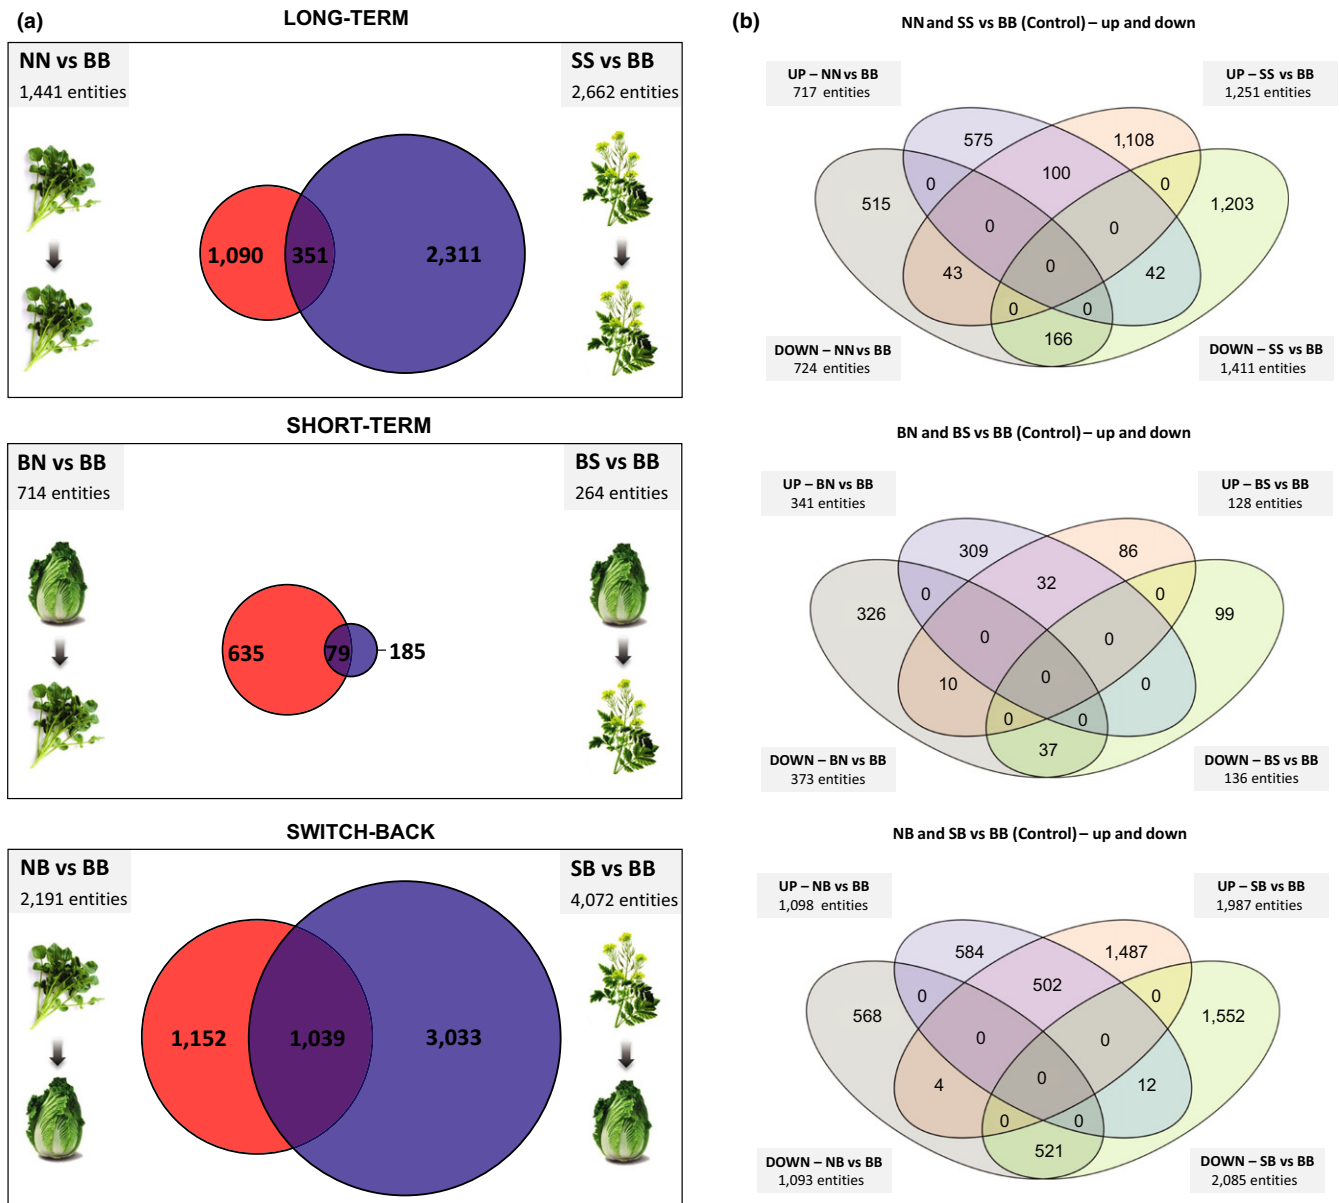 (a)
LONG-TERM
NN vs BB
1,441 entities
SS vs BB
2,662 entities
1,090
351
2,311
SHORT-TERM
BN vs BB
714 entities
BS vs BB
264 entities
635
79
185
SWITCH-BACK
NB vs BB
2,191 entities
SB vs BB
4,072 entities
1,152
1,039
3,033
(b)
NN and SS vs BB (Control) – up and down
UP – NN vs BB
717 entities
UP – SS vs BB
1,251 entities
575
1,108
100
0
0
515
1,203
0
0
43
0
42
0
0
166
DOWN – NN vs BB
724 entities
DOWN – SS vs BB
1,411 entities
BN and BS vs BB (Control) – up and down
UP – BN vs BB
341 entities
UP – BS vs BB
128 entities
309
86
32
0
0
326
99
0
0
10
0
0
0
0
37
DOWN – BN vs BB
373 entities
DOWN – BS vs BB
136 entities
NB and SB vs BB (Control) – up and down
UP – NB vs BB
1,098 entities
UP – SB vs BB
1,987 entities
584
1,487
502
0
0
568
1,552
0
0
4
0
12
0
0
521
DOWN – NB vs BB
1,093 entities
DOWN – SB vs BB
2,085 entities